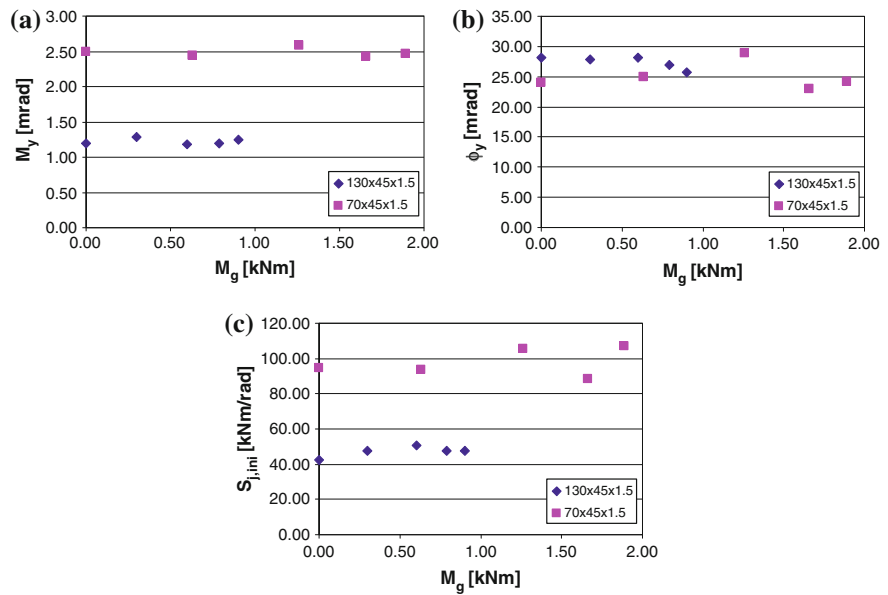 (a)
3.00
2.50
2.00
1.50
1.00
0.50
0.00
M_y [mrad]
0.00 0.50 1.00 1.50 2.00
M_g [kNm]
130x45x1.5
70x45x1.5
(b)
35.00
30.00
25.00
20.00
15.00
10.00
5.00
0.00
ϕ_y [mrad]
0.00 0.50 1.00 1.50 2.00
M_g [kNm]
130x45x1.5
70x45x1.5
(c)
120.00
100.00
80.00
60.00
40.00
20.00
0.00
S_j,ini [kNm/rad]
0.00 0.50 1.00 1.50 2.00
M_g [kNm]
130x45x1.5
70x45x1.5